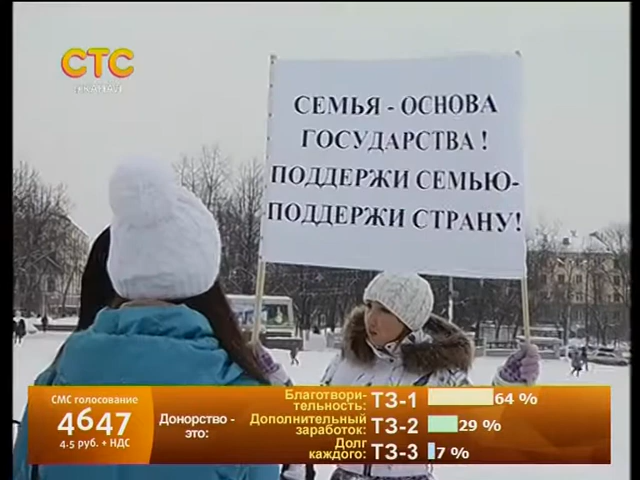 СТС
СЕМЬЯ - ОСНОВА
ГОСУДАРСТВА!
ПОДДЕРЖИ СЕМЬЮ-
ПОДДЕРЖИ СТРАНУ!
СМС голосование
4647
4.5 руб. + НДС
Донорство -
это:
Благотвори-
тельность: ТЗ-1 64 %
Дополнительный
заработок: ТЗ-2 29 %
Долг
каждого: ТЗ-3 7 %